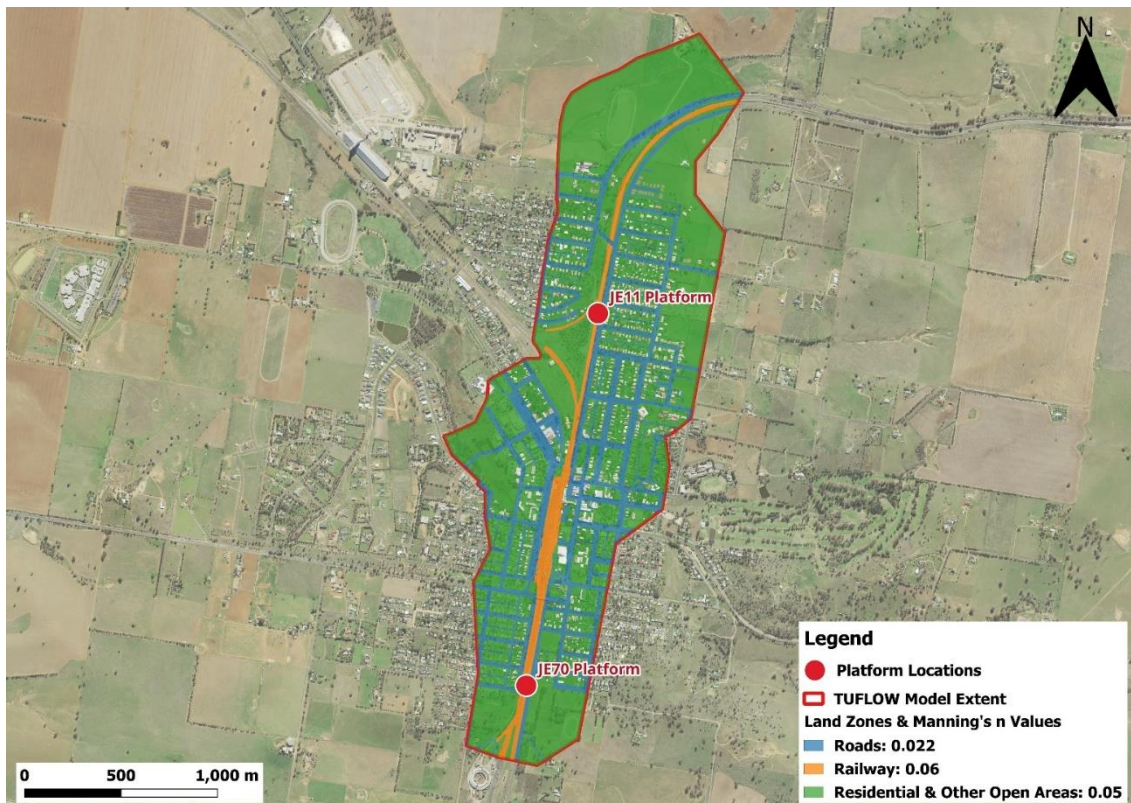 N
JE11 Platform
JE70 Platform
Legend
Platform Locations
TUFLOW Model Extent
Land Zones & Manning's n Values
Roads: 0.022
Railway: 0.06
Residential & Other Open Areas: 0.05
0 500 1,000 m